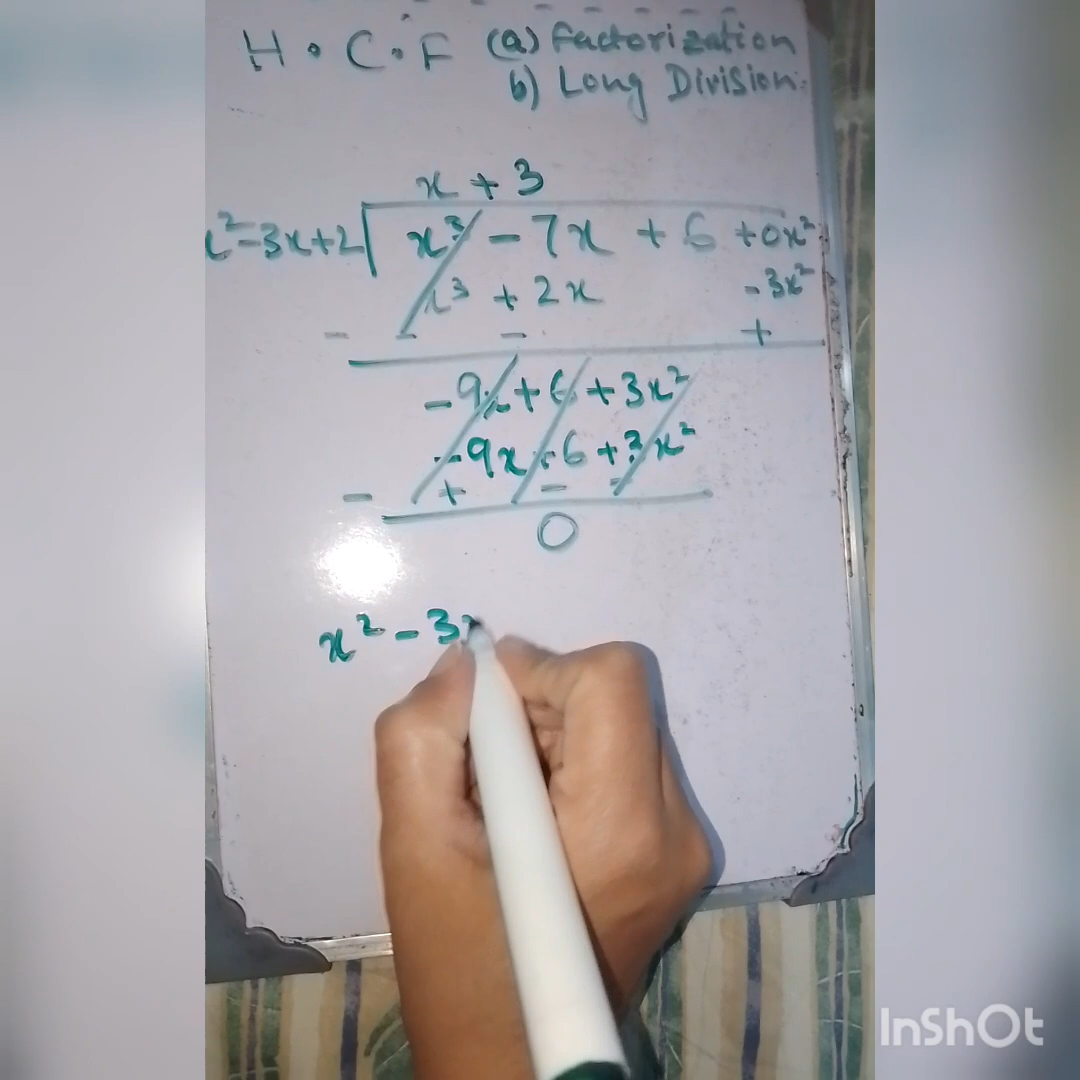 H.C.F (a) Factorization
b) Long Division
x + 3
x²-3x+2 x³ - 7x + 6 + 0x²
x³ + 2x - 3x²
- - - +
-9x + 6 + 3x²
-9x + 6 + 3x²
- + - -
0
x² - 3x
InShOt